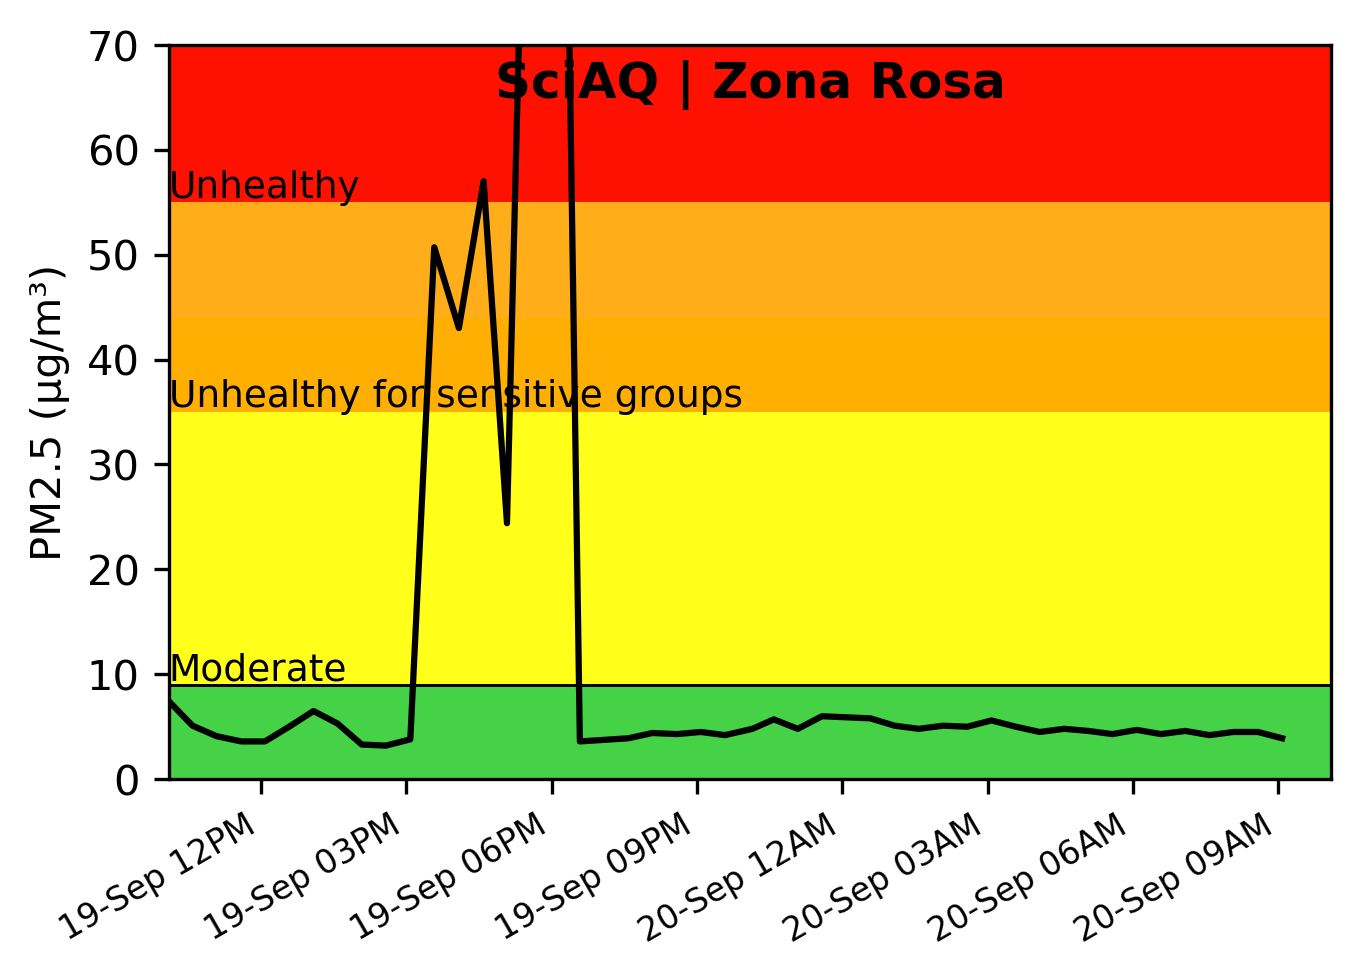 SciAQ | Zona Rosa
70
60
50
40
30
20
10
0
PM2.5 (µg/m³)
Unhealthy
Unhealthy for sensitive groups
Moderate
19-Sep 12PM
19-Sep 03PM
19-Sep 06PM
19-Sep 09PM
20-Sep 12AM
20-Sep 03AM
20-Sep 06AM
20-Sep 09AM